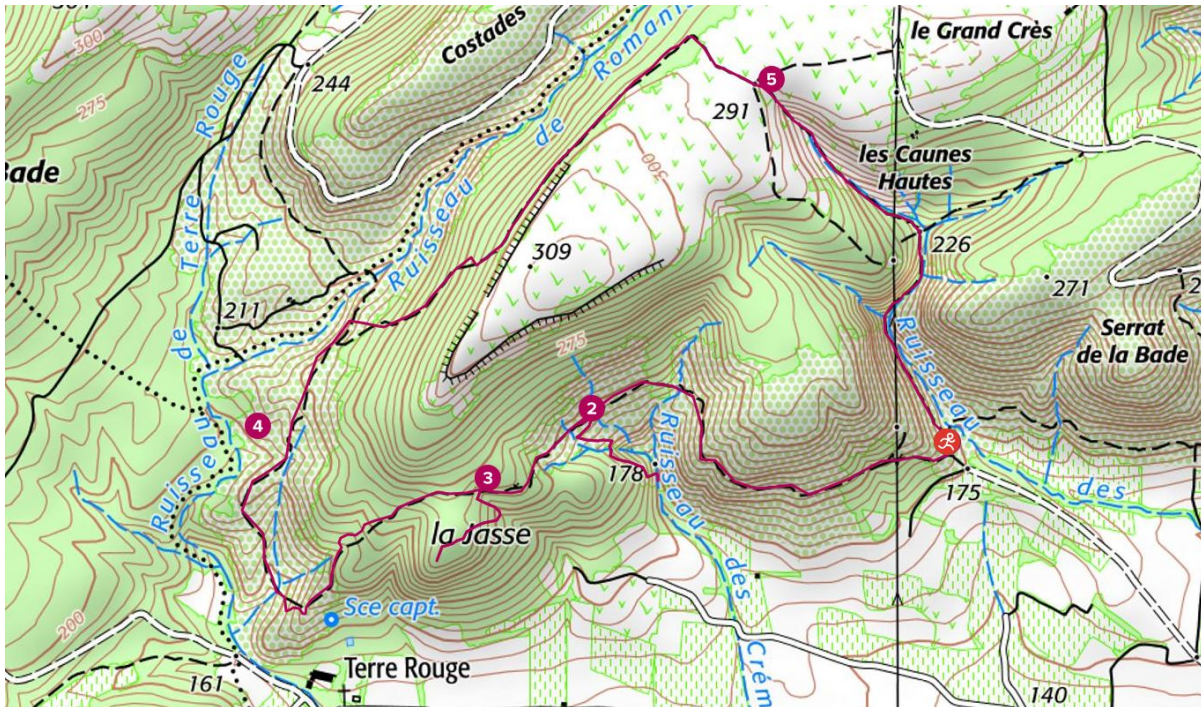 300
275
Bade
Terre Rouge
de
Ruisseau
244
Costades
Ruisseau
de
Romanis
211
le Grand Crès
5
291
300
les Caunes
Hautes
309
226
271
Serrat
de la Bade
275
4
2
3
178
Ruisseau
des
Crém
Ruisseau
des
175
la Jasse
200
Sce capt.
Terre Rouge
161
140